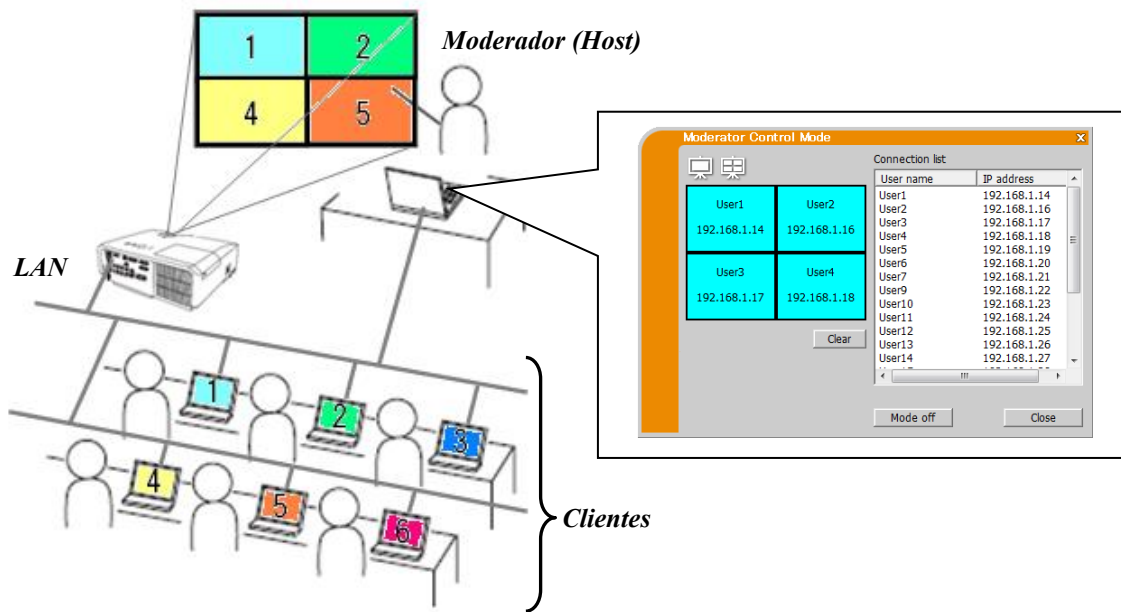 Moderador (Host)
1
2
4
5
LAN
1
2
3
4
5
6
Clientes
Moderator Control Mode x
Connection list
User name IP address
User1 192.168.1.14
User2 192.168.1.16
User3 192.168.1.17
User4 192.168.1.18
User5 192.168.1.19
User6 192.168.1.20
User7 192.168.1.21
User9 192.168.1.22
User10 192.168.1.23
User11 192.168.1.24
User12 192.168.1.25
User13 192.168.1.26
User14 192.168.1.27
User1
192.168.1.14
User2
192.168.1.16
User3
192.168.1.17
User4
192.168.1.18
Clear
Mode off
Close